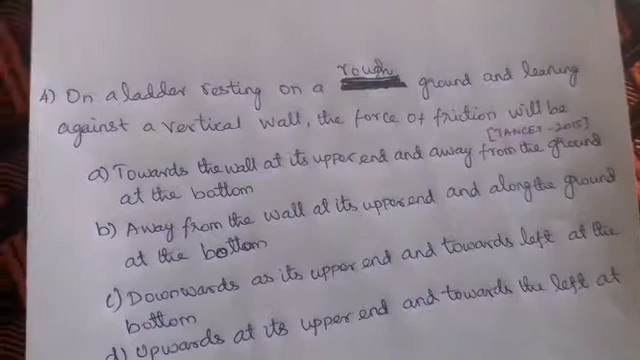 4) On a ladder resting on a rough ground and leaning
against a vertical wall, the force of friction will be
[TANCET - 2015]
a) Towards the wall at its upper end and away from the ground
at the bottom
b) Away from the wall at its upper end and along the ground
at the bottom
c) Downwards as its upper end and towards left at the
bottom
d) Upwards at its upper end and towards the left at